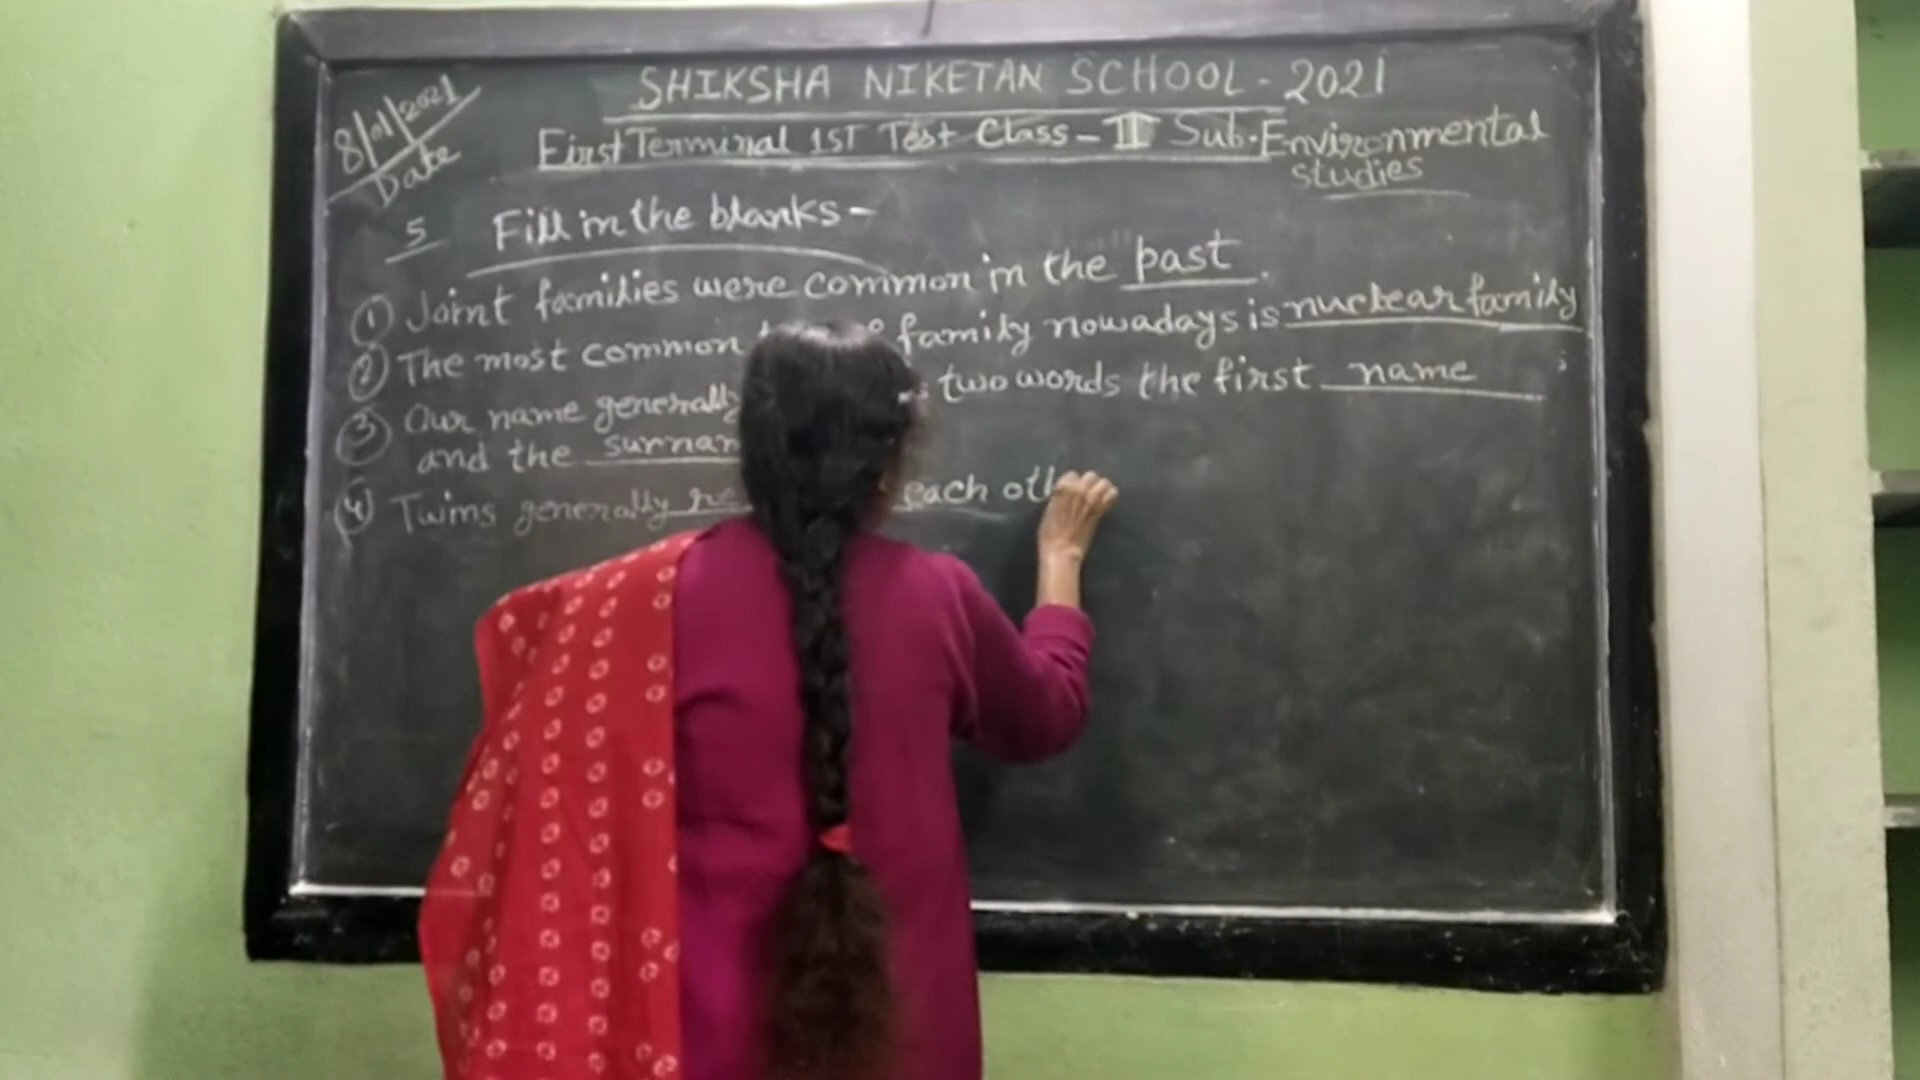 SHIKSHA NIKETAN SCHOOL - 2021
8/01/2021
Date
First Terminal 1ST Test Class - II Sub. Environmental
studies
5 Fill in the blanks -
1 Joint families were common in the past.
2 The most common family nowadays is nuclear family
3 Our name generally two words the first name ;
and the
4 Twins generally each